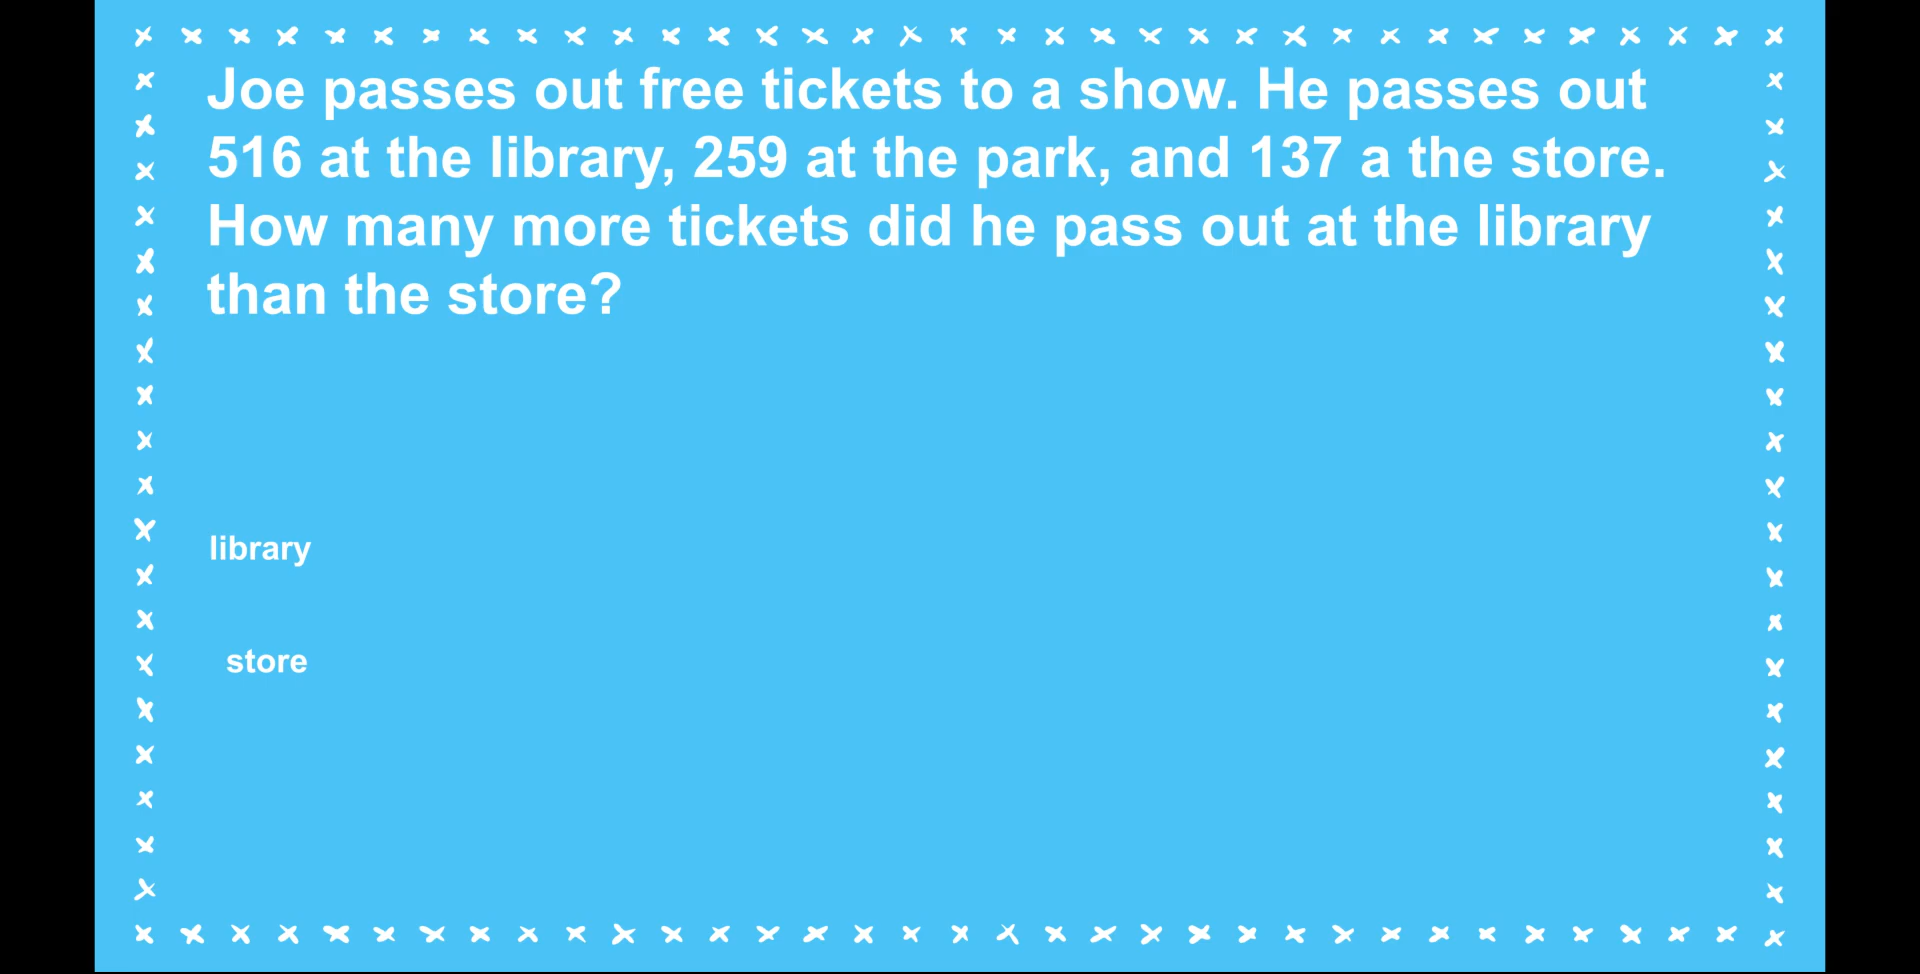 Joe passes out free tickets to a show. He passes out
516 at the library, 259 at the park, and 137 a the store.
How many more tickets did he pass out at the library
than the store?
library
store